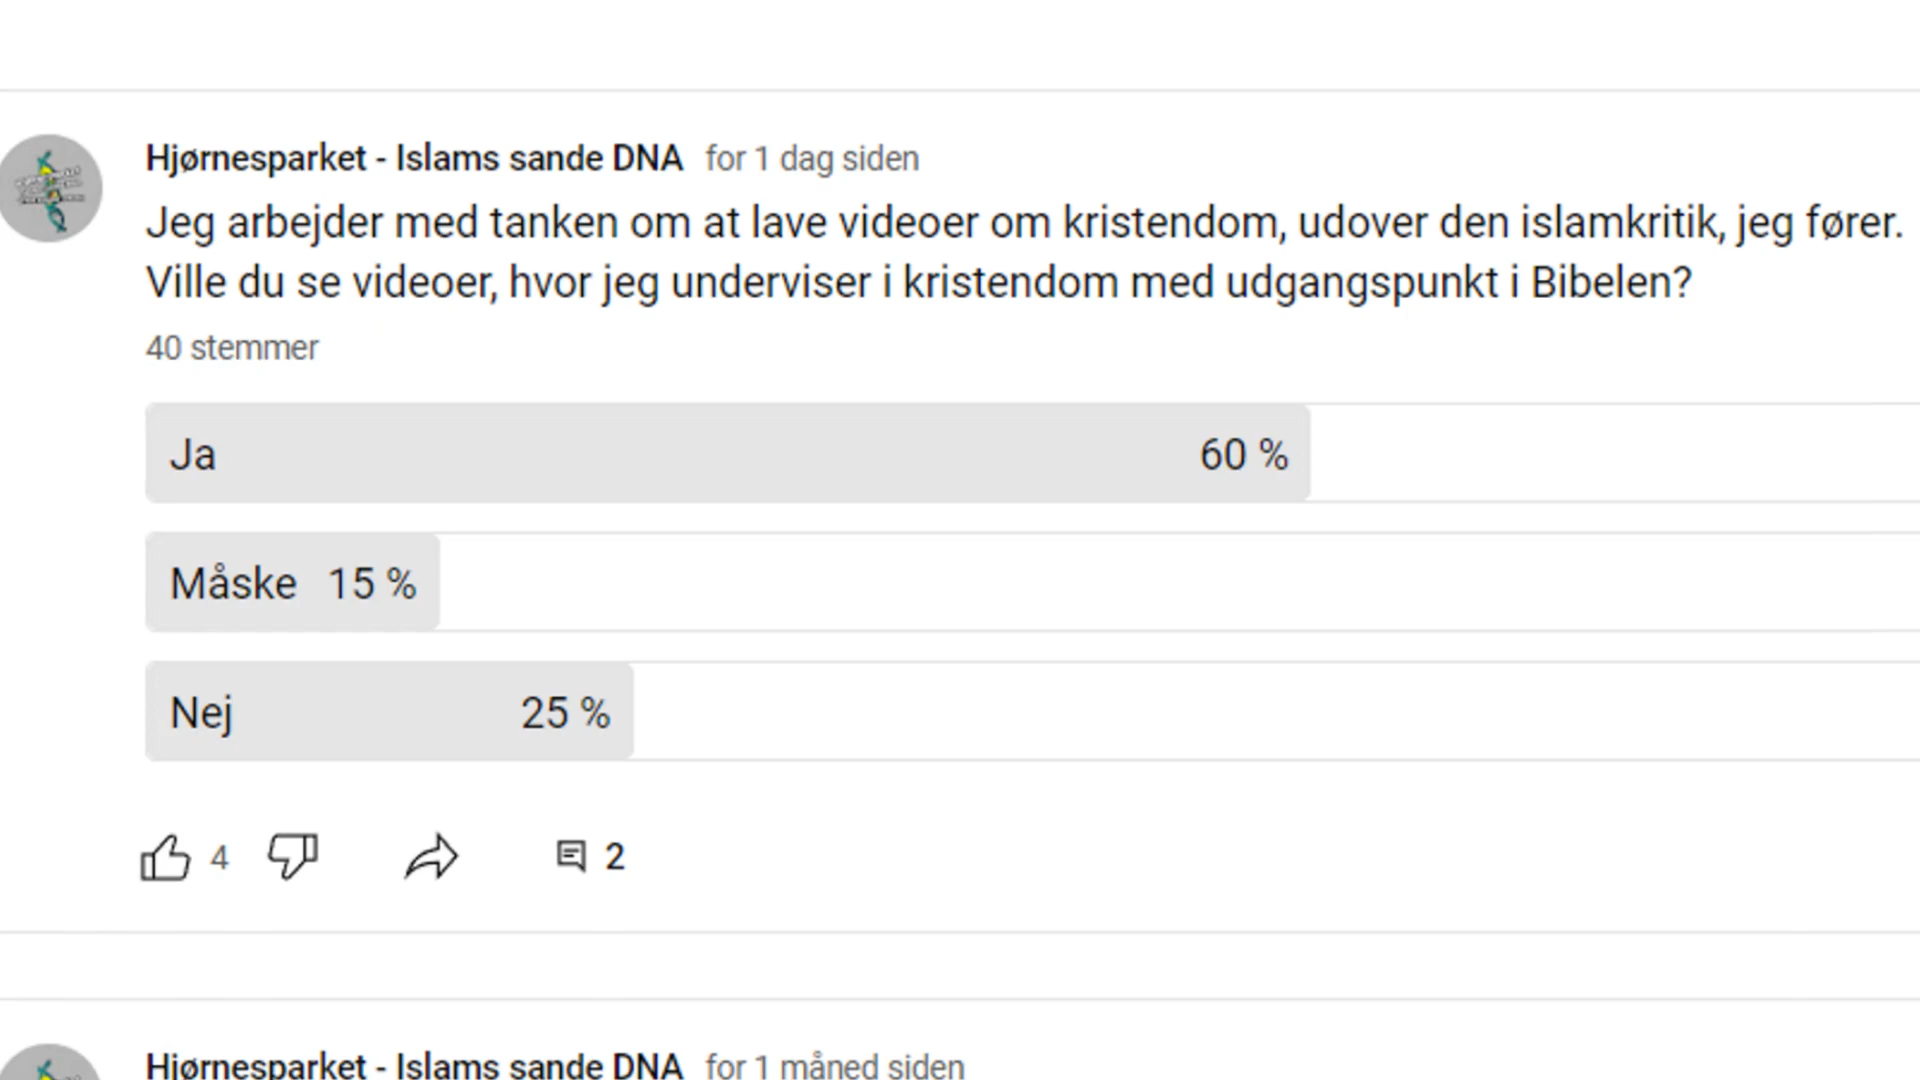 Hjørnesparket - Islams sande DNA for 1 dag siden
Jeg arbejder med tanken om at lave videoer om kristendom, udover den islamkritik, jeg fører.
Ville du se videoer, hvor jeg underviser i kristendom med udgangspunkt i Bibelen?
40 stemmer
Ja 60 %
Måske 15 %
Nej 25 %
4 2
Hjørnesparket - Islams sande DNA for 1 måned siden